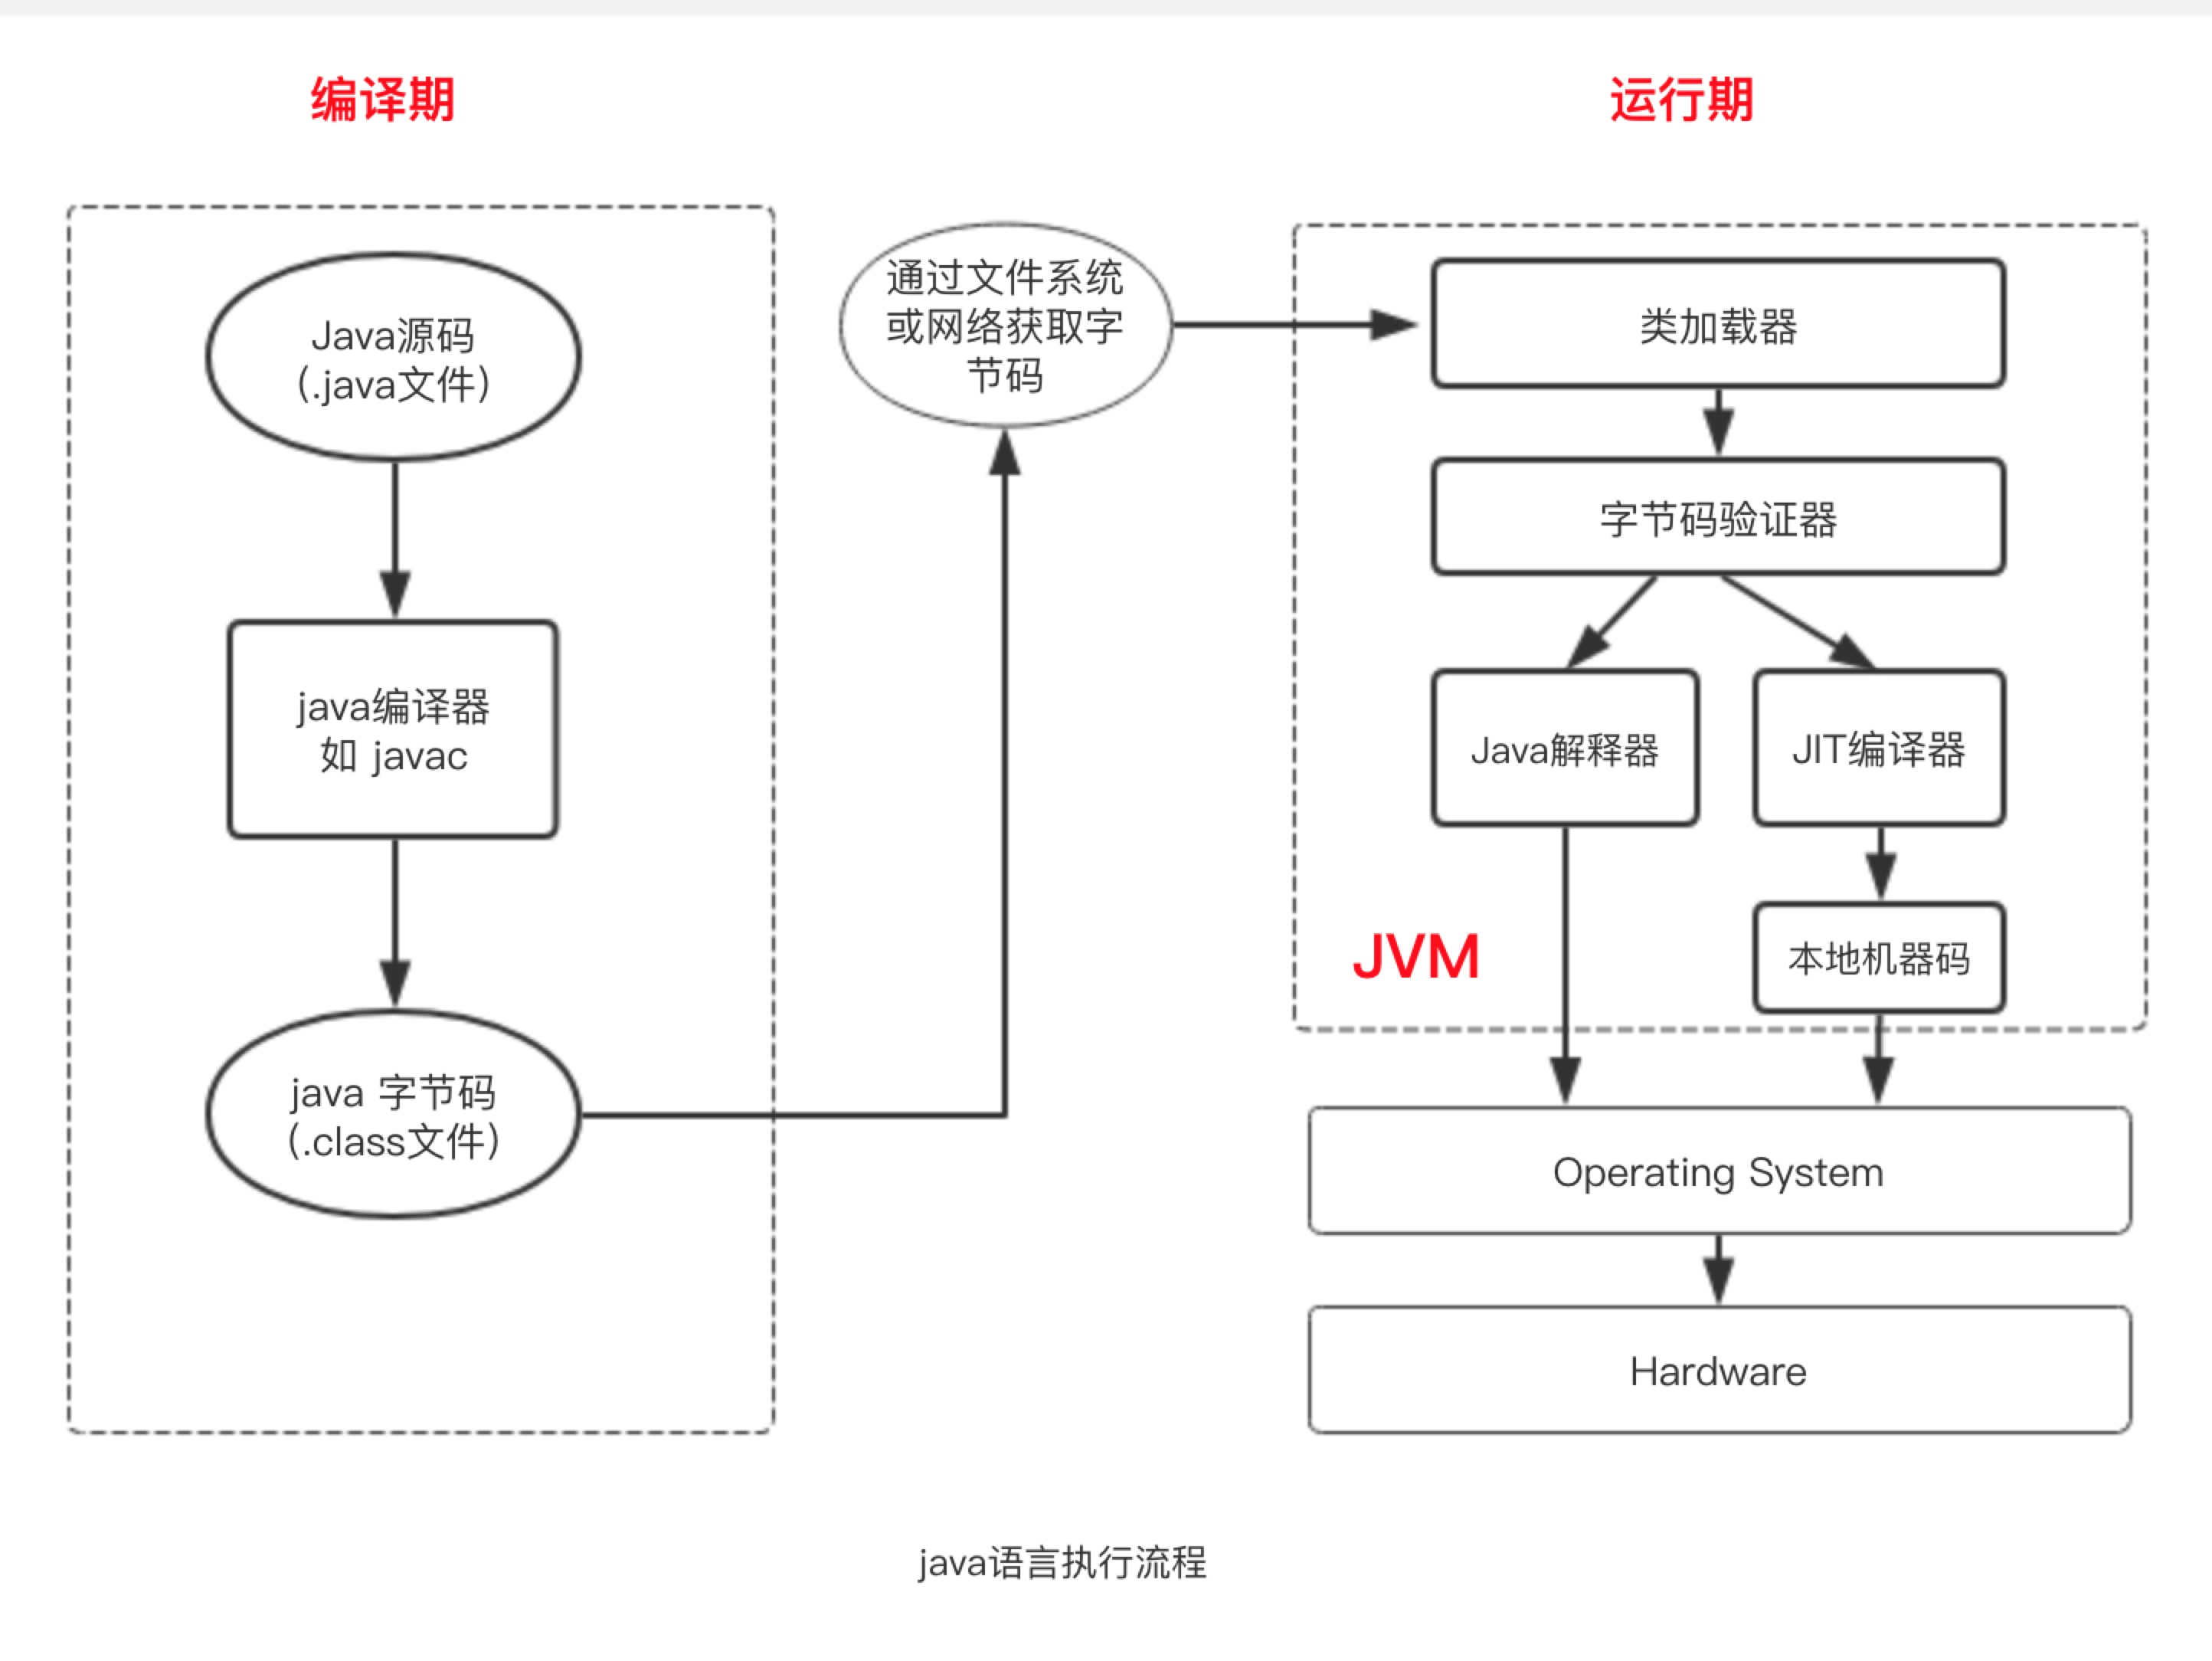 编译期
运行期
Java源码
(.java文件)
java编译器
如 javac
java 字节码
(.class文件)
通过文件系统
或网络获取字
节码
类加载器
字节码验证器
Java解释器
JIT编译器
JVM
本地机器码
Operating System
Hardware
java语言执行流程